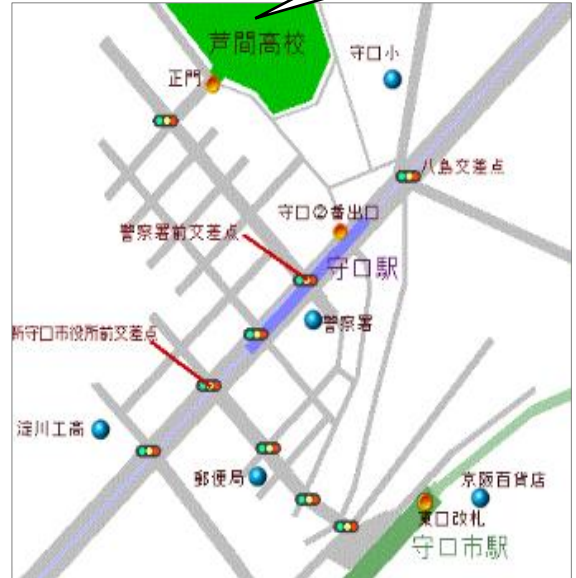 芦間高校
守口小
正門
八島交差点
守口②番出口
警察署前交差点
守口駅
警察署
新守口市役所前交差点
淀川工高
郵便局
京阪百貨店
東口改札
守口市駅